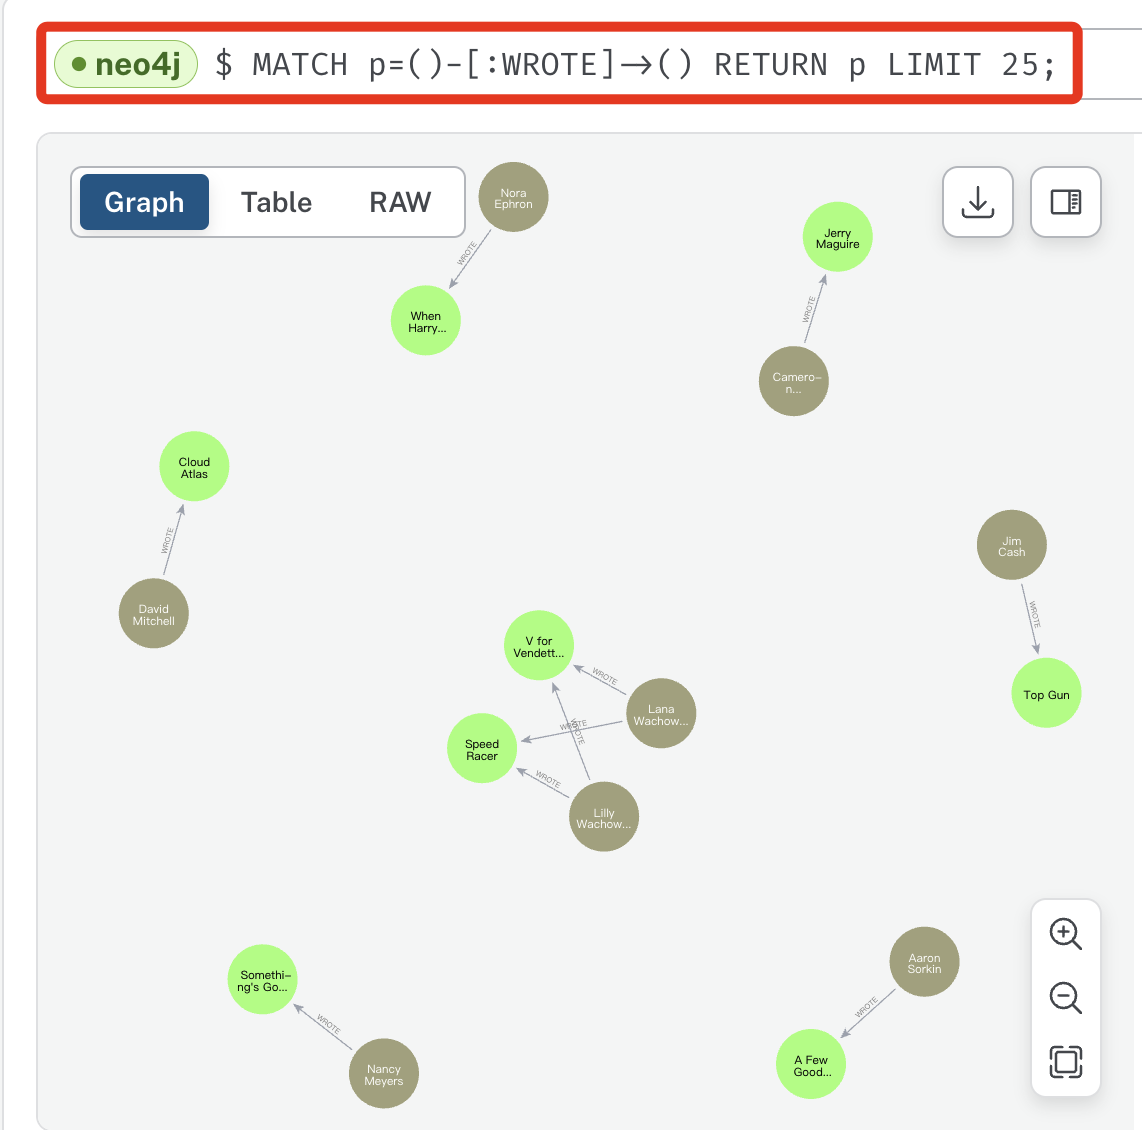 neo4j $ MATCH p=()-[:WROTE]->() RETURN p LIMIT 25;
Graph Table RAW
Nora
Ephron
WROTE
When
Harry...
Jerry
Maguire
WROTE
Camero-
n...
Cloud
Atlas
WROTE
David
Mitchell
Jim
Cash
WROTE
Top Gun
V for
Vendett...
WROTE
Lana
Wachow...
WROTE
WROTE
Speed
Racer
WROTE
Lilly
Wachow...
Somethi-
ng's Go...
WROTE
Nancy
Meyers
Aaron
Sorkin
WROTE
A Few
Good...